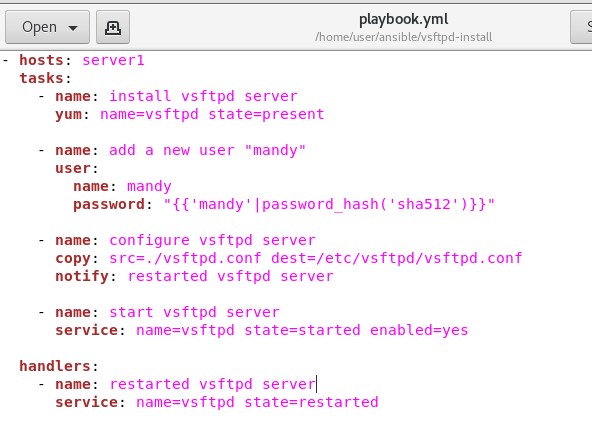 Open
playbook.yml
/home/user/ansible/vsftpd-install
S
- hosts: server1
  tasks:
    - name: install vsftpd server
      yum: name=vsftpd state=present

    - name: add a new user "mandy"
      user:
        name: mandy
        password: "{{'mandy'|password_hash('sha512')}}"

    - name: configure vsftpd server
      copy: src=./vsftpd.conf dest=/etc/vsftpd/vsftpd.conf
      notify: restarted vsftpd server

    - name: start vsftpd server
      service: name=vsftpd state=started enabled=yes

  handlers:
    - name: restarted vsftpd server
      service: name=vsftpd state=restarted